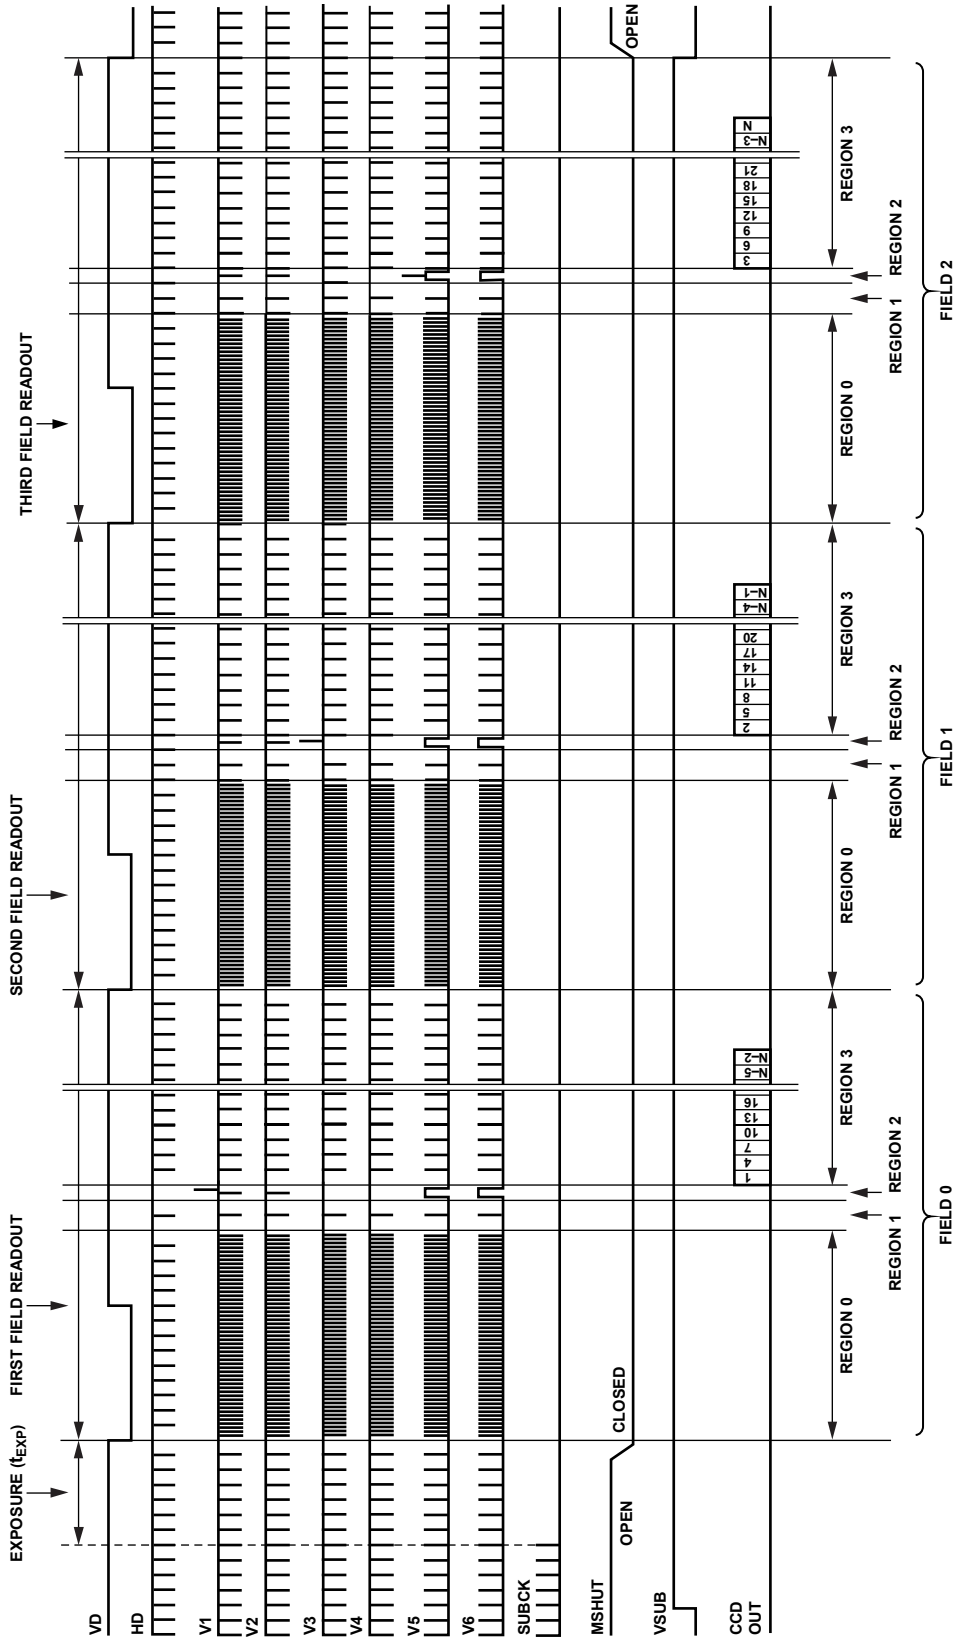 EXPOSURE (tEXP)
FIRST FIELD READOUT
SECOND FIELD READOUT
THIRD FIELD READOUT
VD
HD
V1
V2
V3
V4
V5
V6
SUBCK
MSHUT
OPEN
CLOSED
OPEN
VSUB
CCD
OUT
1
4
7
10
13
16
N–5
N–2
2
5
8
11
14
17
20
N–4
N–1
3
6
9
12
15
18
21
N–3
N
REGION 0
REGION 3
REGION 0
REGION 3
REGION 0
REGION 3
REGION 1
REGION 2
REGION 1
REGION 2
REGION 1
REGION 2
FIELD 0
FIELD 1
FIELD 2